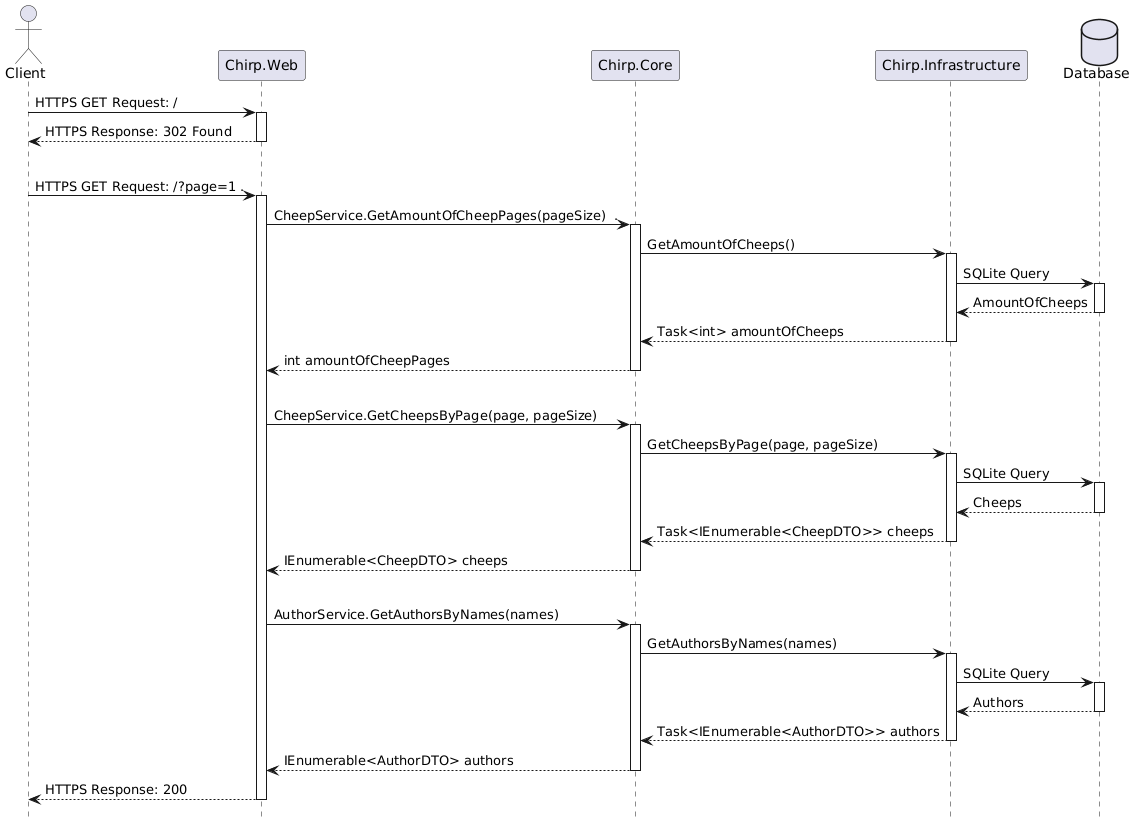 Client
Chirp.Web
Chirp.Core
Chirp.Infrastructure
Database
HTTPS GET Request: /
HTTPS Response: 302 Found
HTTPS GET Request: /?page=1 .
CheepService.GetAmountOfCheepPages(pageSize) .
GetAmountOfCheeps()
SQLite Query
AmountOfCheeps
Task<int> amountOfCheeps
int amountOfCheepPages
CheepService.GetCheepsByPage(page, pageSize)
GetCheepsByPage(page, pageSize)
SQLite Query
Cheeps
Task<IEnumerable<CheepDTO>> cheeps
IEnumerable<CheepDTO> cheeps
AuthorService.GetAuthorsByNames(names)
GetAuthorsByNames(names)
SQLite Query
Authors
Task<IEnumerable<AuthorDTO>> authors
IEnumerable<AuthorDTO> authors
HTTPS Response: 200